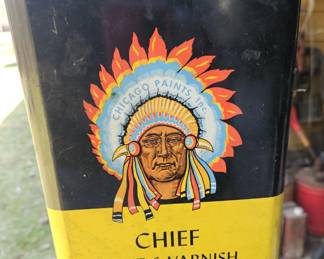 CHICAGO PAINTS, INC.
CHIEF
VARNISH